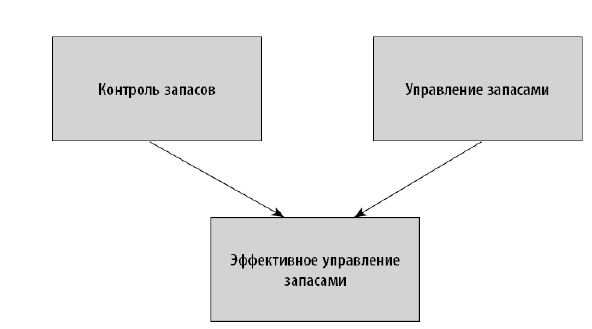 Контроль запасов
Управление запасами
Эффективное управление
запасами